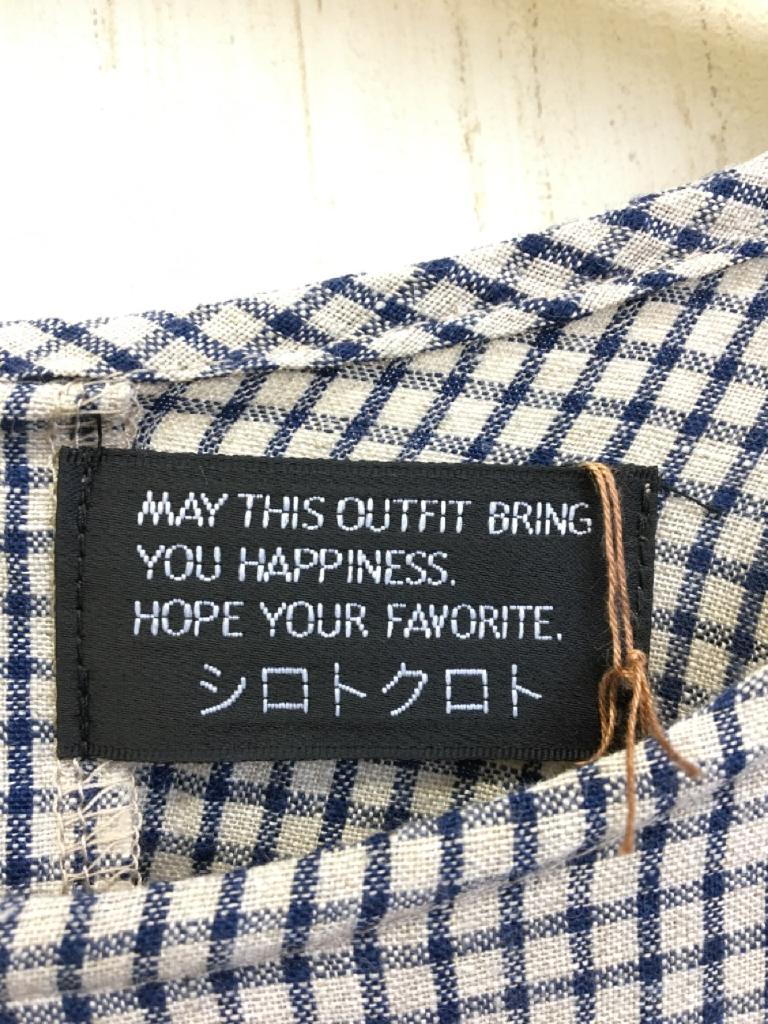 MAY THIS OUTFIT BRING
YOU HAPPINESS.
HOPE YOUR FAVORITE.
シロトクロト